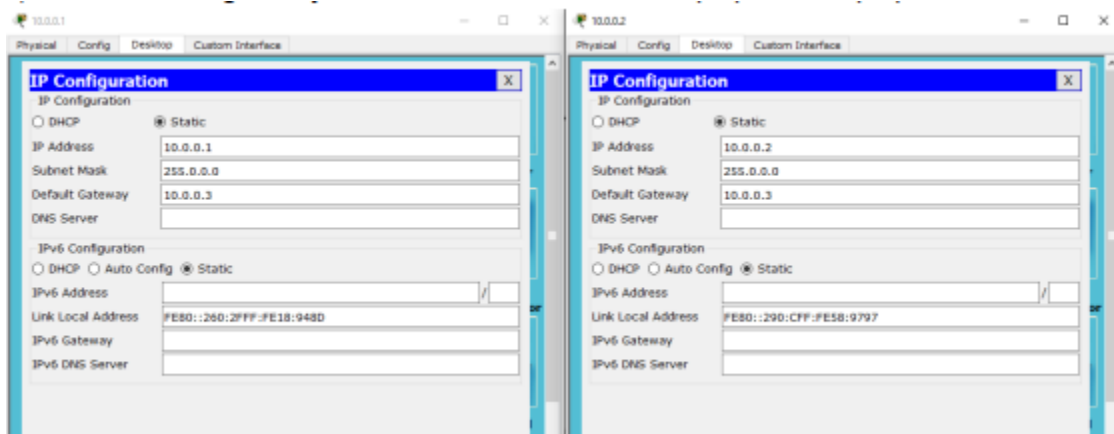 10.0.0.1
Physical Config Desktop Custom Interface
IP Configuration X
IP Configuration
DHCP Static
IP Address 10.0.0.1
Subnet Mask 255.0.0.0
Default Gateway 10.0.0.3
DNS Server
IPv6 Configuration
DHCP Auto Config Static
IPv6 Address /
Link Local Address FE80::260:2FFF:FE18:948D
IPv6 Gateway
IPv6 DNS Server
10.0.0.2
Physical Config Desktop Custom Interface
IP Configuration X
IP Configuration
DHCP Static
IP Address 10.0.0.2
Subnet Mask 255.0.0.0
Default Gateway 10.0.0.3
DNS Server
IPv6 Configuration
DHCP Auto Config Static
IPv6 Address /
Link Local Address FE80::290:CFF:FE58:9797
IPv6 Gateway
IPv6 DNS Server